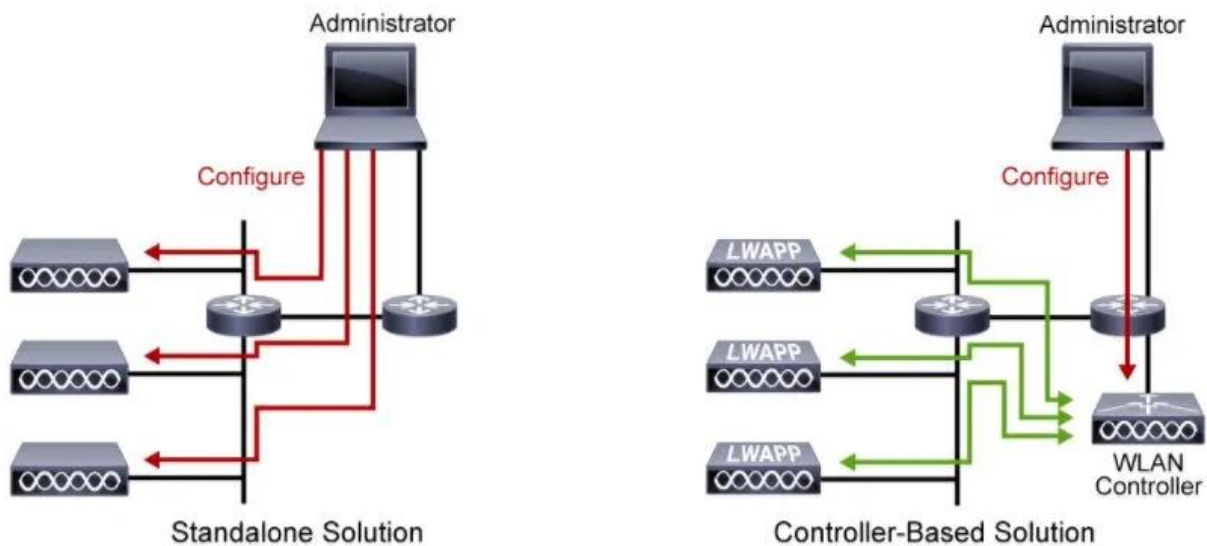 Administrator
Configure
Standalone Solution
Administrator
Configure
LWAPP
LWAPP
LWAPP
WLAN
Controller
Controller-Based Solution